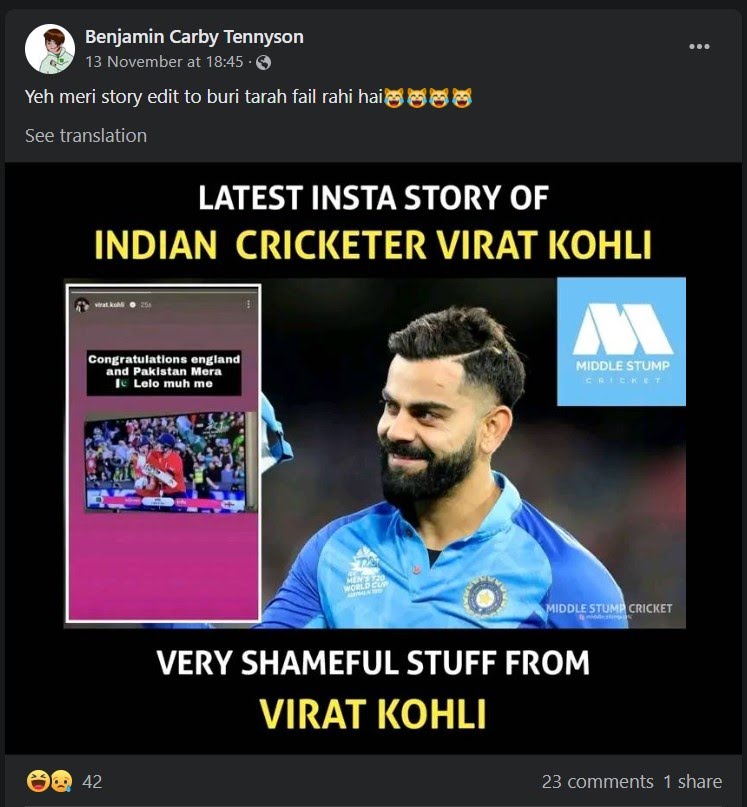 Benjamin Carby Tennyson
13 November at 18:45 ·
Yeh meri story edit to buri tarah fail rahi hai😹😹😹😹
See translation
LATEST INSTA STORY OF
INDIAN CRICKETER VIRAT KOHLI
virat.kohli 25s
Congratulations england
and Pakistan Mera
🇵🇰 Lelo muh me
MIDDLE STUMP
CRICKET
MEN'S T20
WORLD CUP
AUSTRALIA 2022
MIDDLE STUMP CRICKET
VERY SHAMEFUL STUFF FROM
VIRAT KOHLI
42
23 comments 1 share